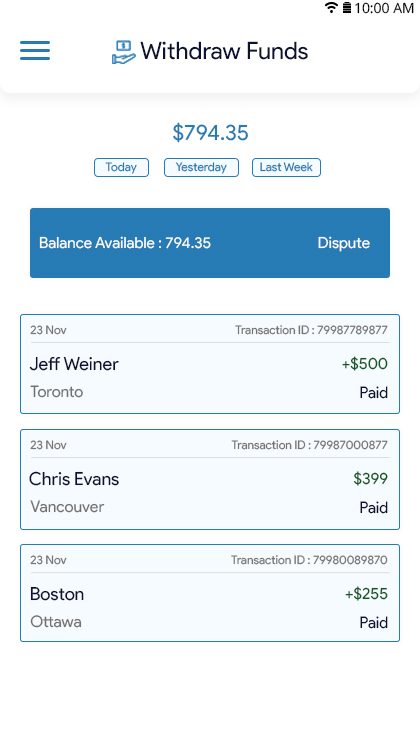 10:00 AM
Withdraw Funds
$794.35
Today Yesterday Last Week
Balance Available : 794.35 Dispute
23 Nov Transaction ID : 79987789877
Jeff Weiner +$500
Toronto Paid
23 Nov Transaction ID : 79987000877
Chris Evans $399
Vancouver Paid
23 Nov Transaction ID : 79980089870
Boston +$255
Ottawa Paid